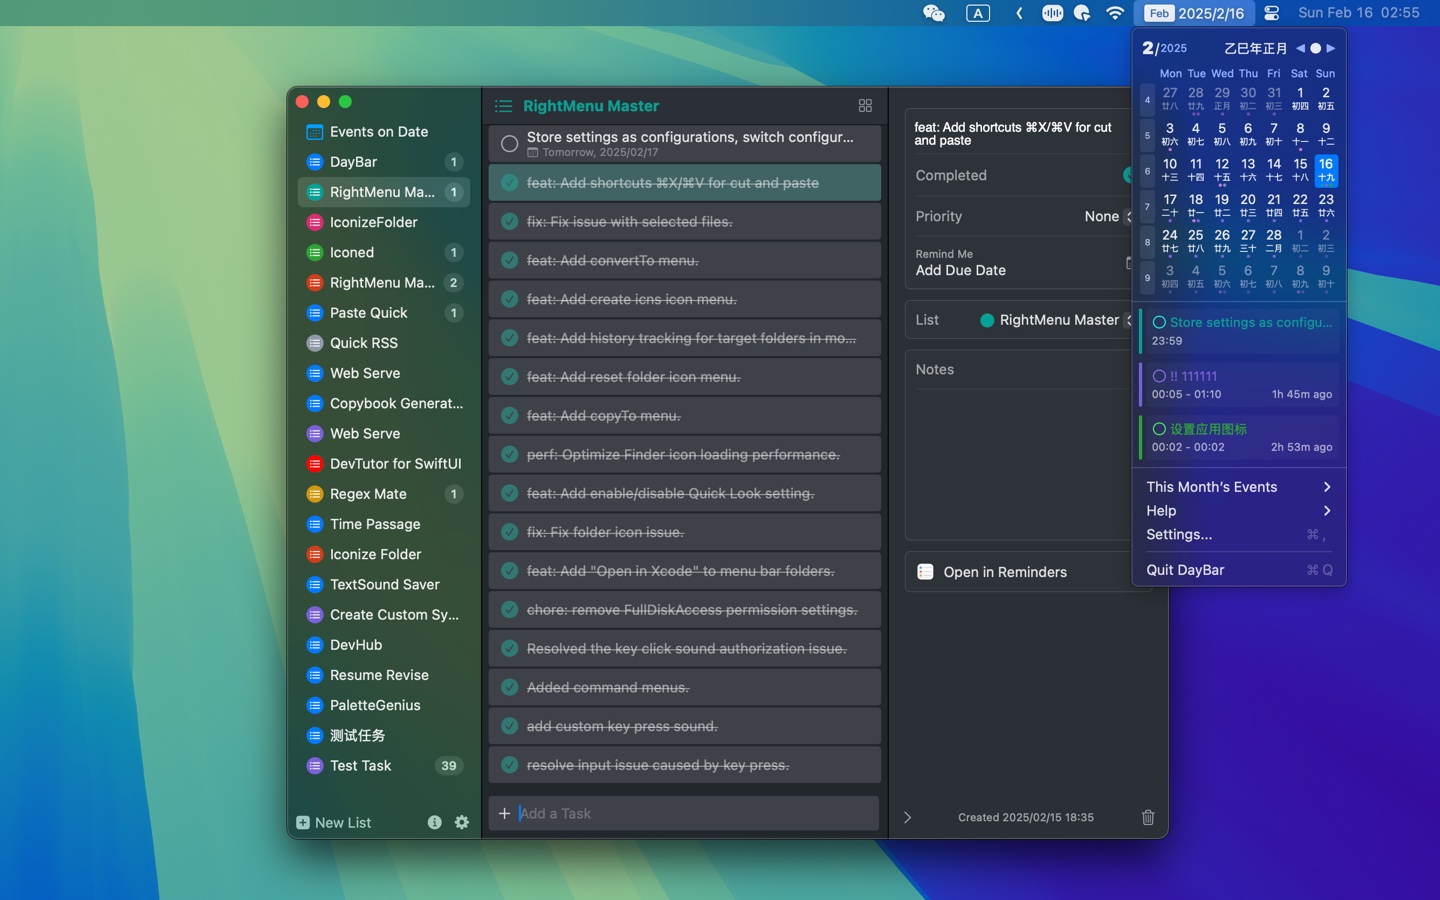 A
Feb 2025/2/16
Sun Feb 16 02:55
Events on Date
DayBar 1
RightMenu Ma... 1
IconizeFolder
Iconed 1
RightMenu Ma... 2
Paste Quick 1
Quick RSS
Web Serve
Copybook Generat...
Web Serve
DevTutor for SwiftUI
Regex Mate 1
Time Passage
Iconize Folder
TextSound Saver
Create Custom Sy...
DevHub
Resume Revise
PaletteGenius
测试任务
Test Task 39
New List
RightMenu Master
Store settings as configurations, switch configur...
Tomorrow, 2025/02/17
feat: Add shortcuts ⌘X/⌘V for cut and paste
fix: Fix issue with selected files.
feat: Add convertTo menu.
feat: Add create icns icon menu.
feat: Add history tracking for target folders in mo...
feat: Add reset folder icon menu.
feat: Add copyTo menu.
perf: Optimize Finder icon loading performance.
feat: Add enable/disable Quick Look setting.
fix: Fix folder icon issue.
feat: Add "Open in Xcode" to menu bar folders.
chore: remove FullDiskAccess permission settings.
Resolved the key click sound authorization issue.
Added command menus.
add custom key press sound.
resolve input issue caused by key press.
Add a Task
feat: Add shortcuts ⌘X/⌘V for cut
and paste
Completed
Priority None
Remind Me
Add Due Date
List RightMenu Master
Notes
Open in Reminders
Created 2025/02/15 18:35
2/2025 乙巳年正月
Mon Tue Wed Thu Fri Sat Sun
4 27 28 29 30 31 1 2
廿八 廿九 正月 初二 初三 初四 初五
5 3 4 5 6 7 8 9
初六 初七 初八 初九 初十 十一 十二
6 10 11 12 13 14 15 16
十三 十四 十五 十六 十七 十八 十九
7 17 18 19 20 21 22 23
二十 廿一 廿二 廿三 廿四 廿五 廿六
8 24 25 26 27 28 1 2
廿七 廿八 廿九 三十 二月 初二 初三
9 3 4 5 6 7 8 9
初四 初五 初六 初七 初八 初九 初十
Store settings as configu...
23:59
!! 111111
00:05 - 01:10 1h 45m ago
设置应用图标
00:02 - 00:02 2h 53m ago
This Month's Events
Help
Settings... ⌘ ,
Quit DayBar ⌘ Q